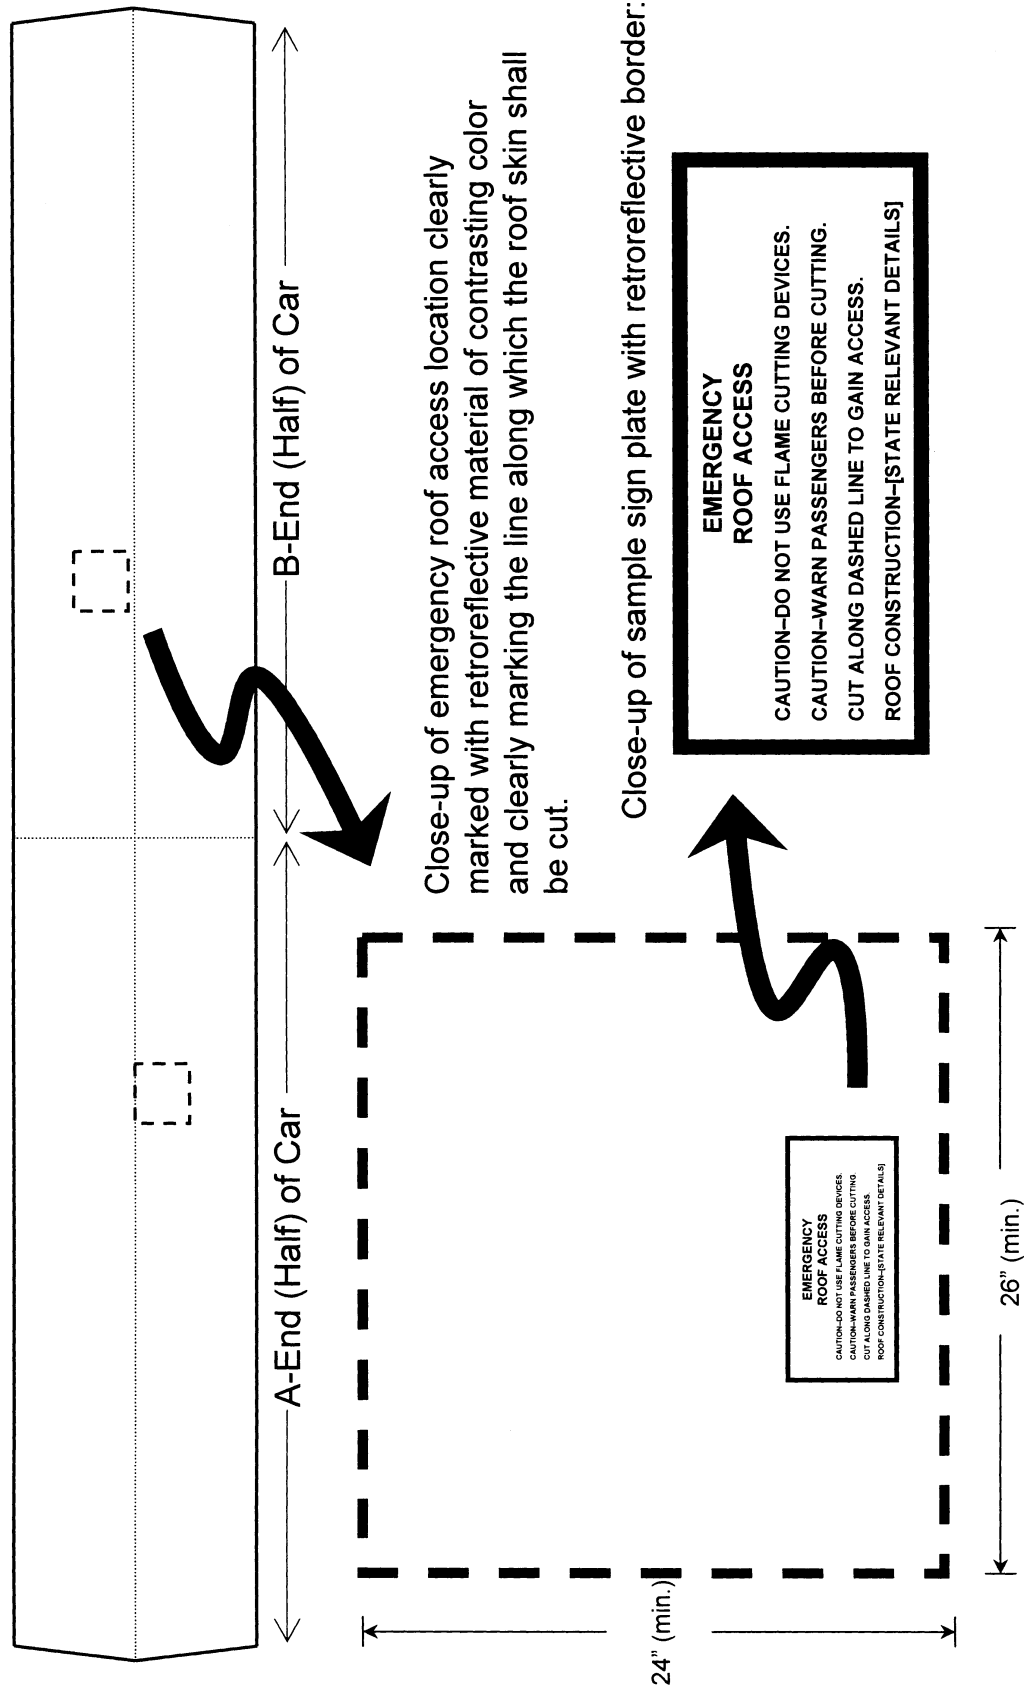 A-End (Half) of Car
B-End (Half) of Car
Close-up of emergency roof access location clearly
marked with retroreflective material of contrasting color
and clearly marking the line along which the roof skin shall
be cut.
24” (min.)
26” (min.)
EMERGENCY
ROOF ACCESS
CAUTION–DO NOT USE FLAME CUTTING DEVICES.
CAUTION–WARN PASSENGERS BEFORE CUTTING.
CUT ALONG DASHED LINE TO GAIN ACCESS.
ROOF CONSTRUCTION–[STATE RELEVANT DETAILS]
Close-up of sample sign plate with retroreflective border:
EMERGENCY
ROOF ACCESS
CAUTION–DO NOT USE FLAME CUTTING DEVICES.
CAUTION–WARN PASSENGERS BEFORE CUTTING.
CUT ALONG DASHED LINE TO GAIN ACCESS.
ROOF CONSTRUCTION–[STATE RELEVANT DETAILS]